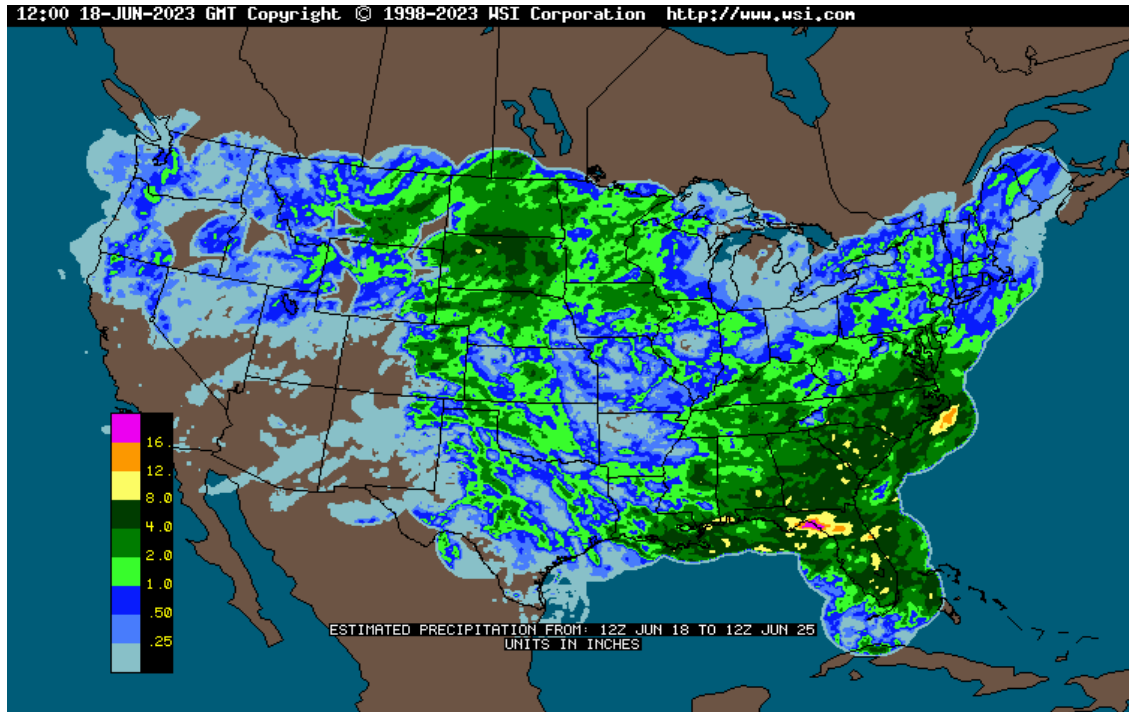 12:00 18-JUN-2023 GMT Copyright © 1998-2023 WSI Corporation http://www.wsi.com
16
12.
8.0
4.0
2.0
1.0
.50
.25
ESTIMATED PRECIPITATION FROM: 12Z JUN 18 TO 12Z JUN 25
UNITS IN INCHES